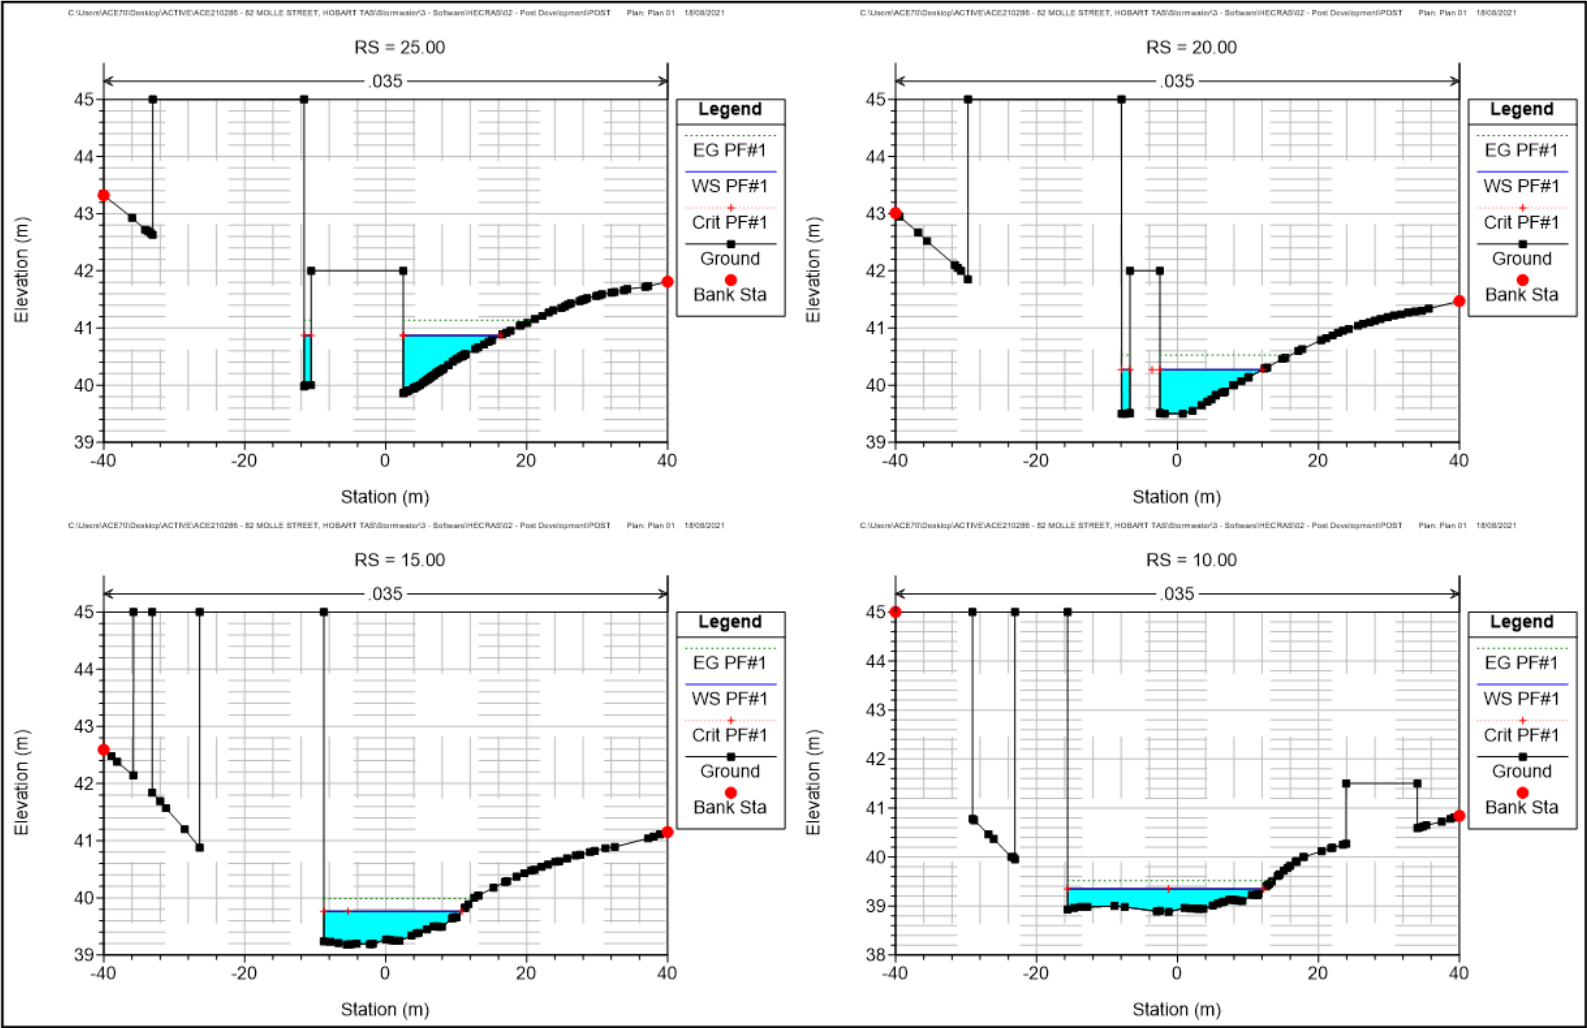 C:\Users\ACE70\Desktop\ACTIVE\ACE210286 - 82 MOLLE STREET, HOBART TAS\Stormwater\3 - Software\HECRAS\02 - Post Development\POST Plan: Plan 01 18/08/2021
RS = 25.00
.035
45
44
43
42
41
40
39
-40
-20
0
20
40
Elevation (m)
Station (m)
Legend
EG PF#1
WS PF#1
Crit PF#1
Ground
Bank Sta
C:\Users\ACE70\Desktop\ACTIVE\ACE210286 - 82 MOLLE STREET, HOBART TAS\Stormwater\3 - Software\HECRAS\02 - Post Development\POST Plan: Plan 01 18/08/2021
RS = 20.00
.035
45
44
43
42
41
40
39
-40
-20
0
20
40
Elevation (m)
Station (m)
Legend
EG PF#1
WS PF#1
Crit PF#1
Ground
Bank Sta
C:\Users\ACE70\Desktop\ACTIVE\ACE210286 - 82 MOLLE STREET, HOBART TAS\Stormwater\3 - Software\HECRAS\02 - Post Development\POST Plan: Plan 01 18/08/2021
RS = 15.00
.035
45
44
43
42
41
40
39
-40
-20
0
20
40
Elevation (m)
Station (m)
Legend
EG PF#1
WS PF#1
Crit PF#1
Ground
Bank Sta
C:\Users\ACE70\Desktop\ACTIVE\ACE210286 - 82 MOLLE STREET, HOBART TAS\Stormwater\3 - Software\HECRAS\02 - Post Development\POST Plan: Plan 01 18/08/2021
RS = 10.00
.035
45
44
43
42
41
40
39
38
-40
-20
0
20
40
Elevation (m)
Station (m)
Legend
EG PF#1
WS PF#1
Crit PF#1
Ground
Bank Sta